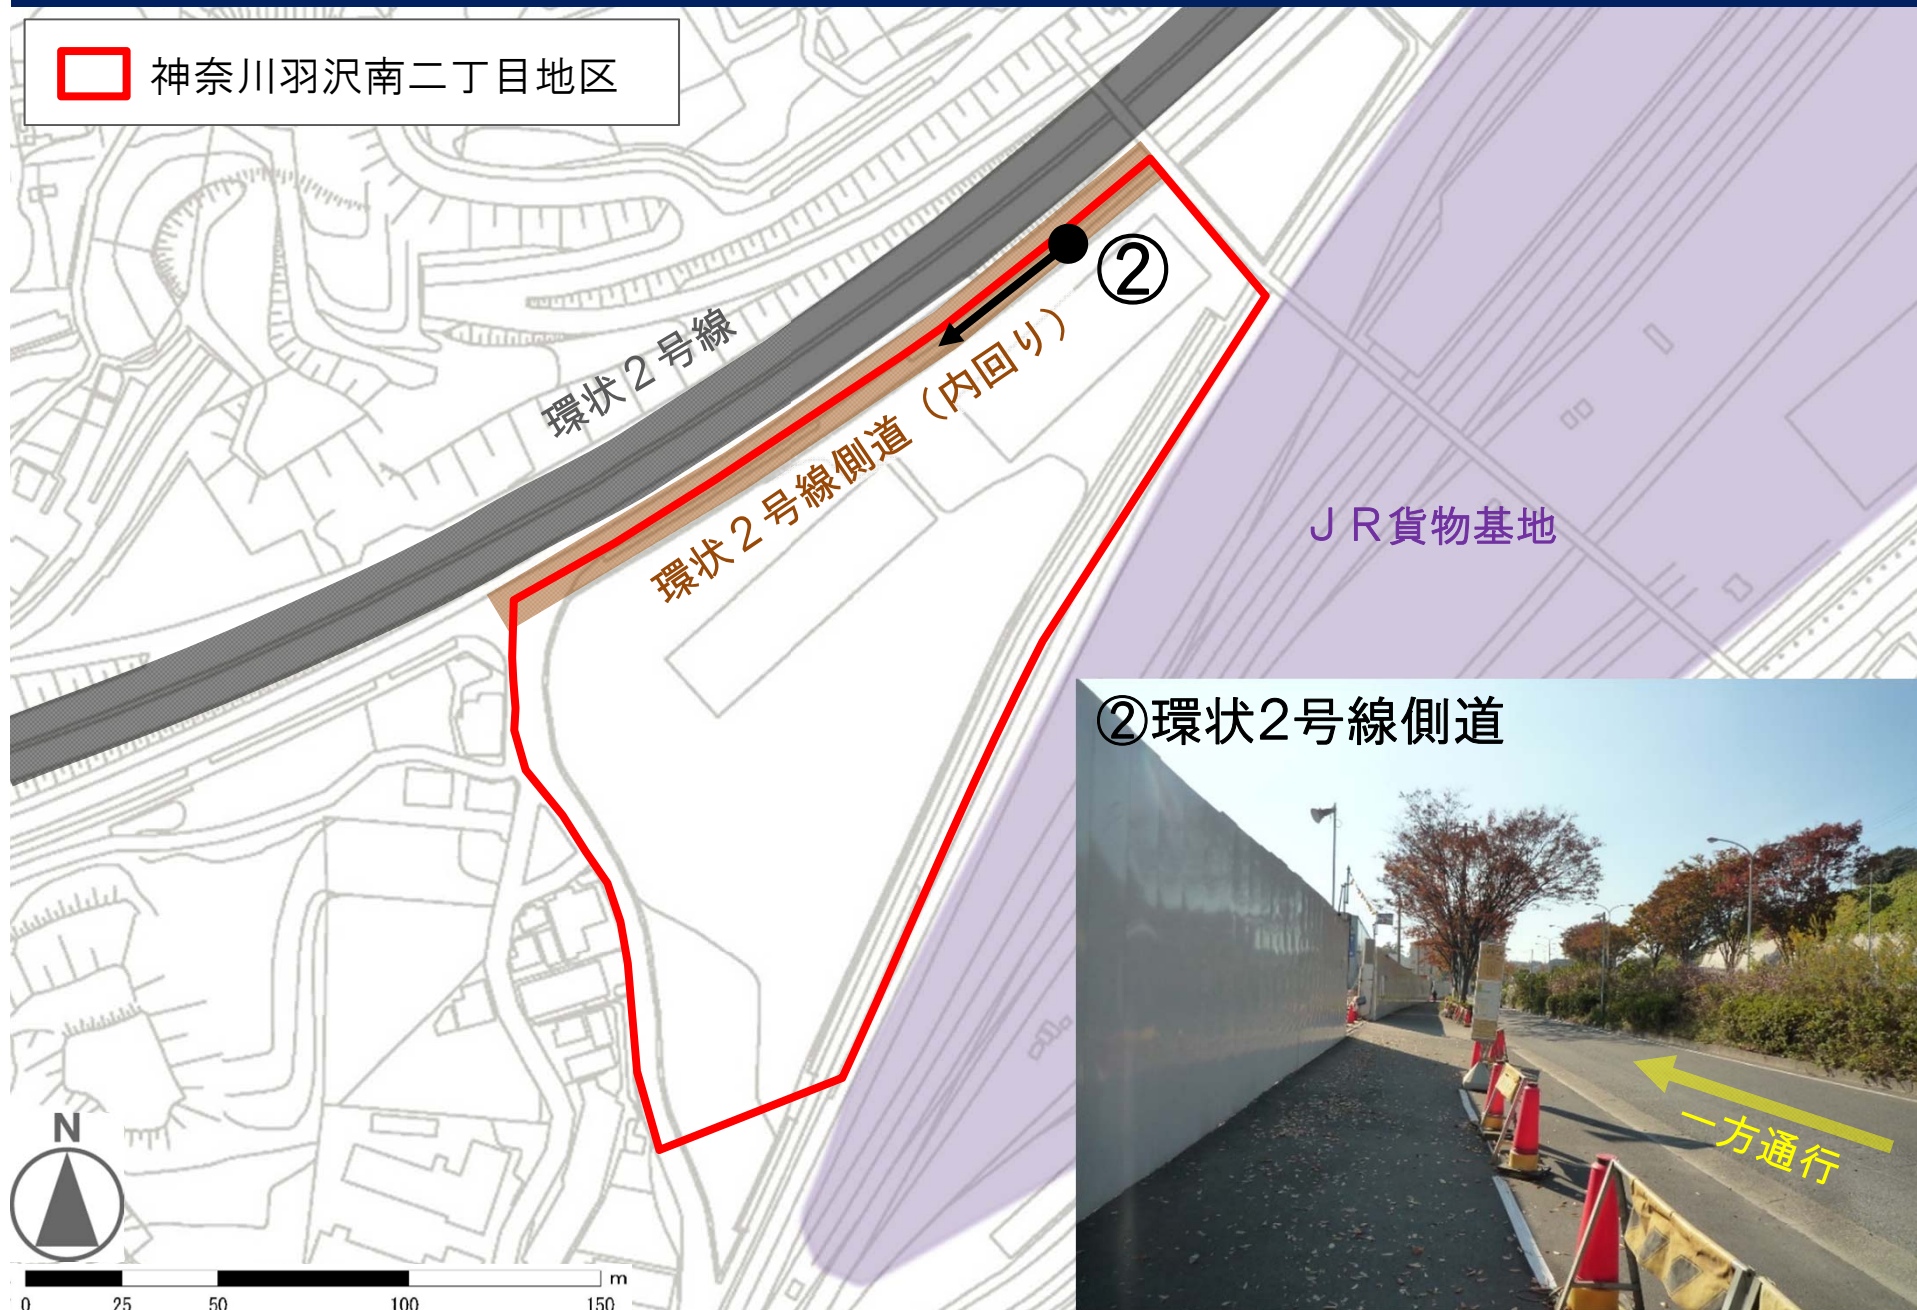 神奈川羽沢南二丁目地区
②
環状２号線
環状２号線側道（内回り）
ＪＲ貨物基地
②環状2号線側道
一方通行
N
m
0 25 50 100 150